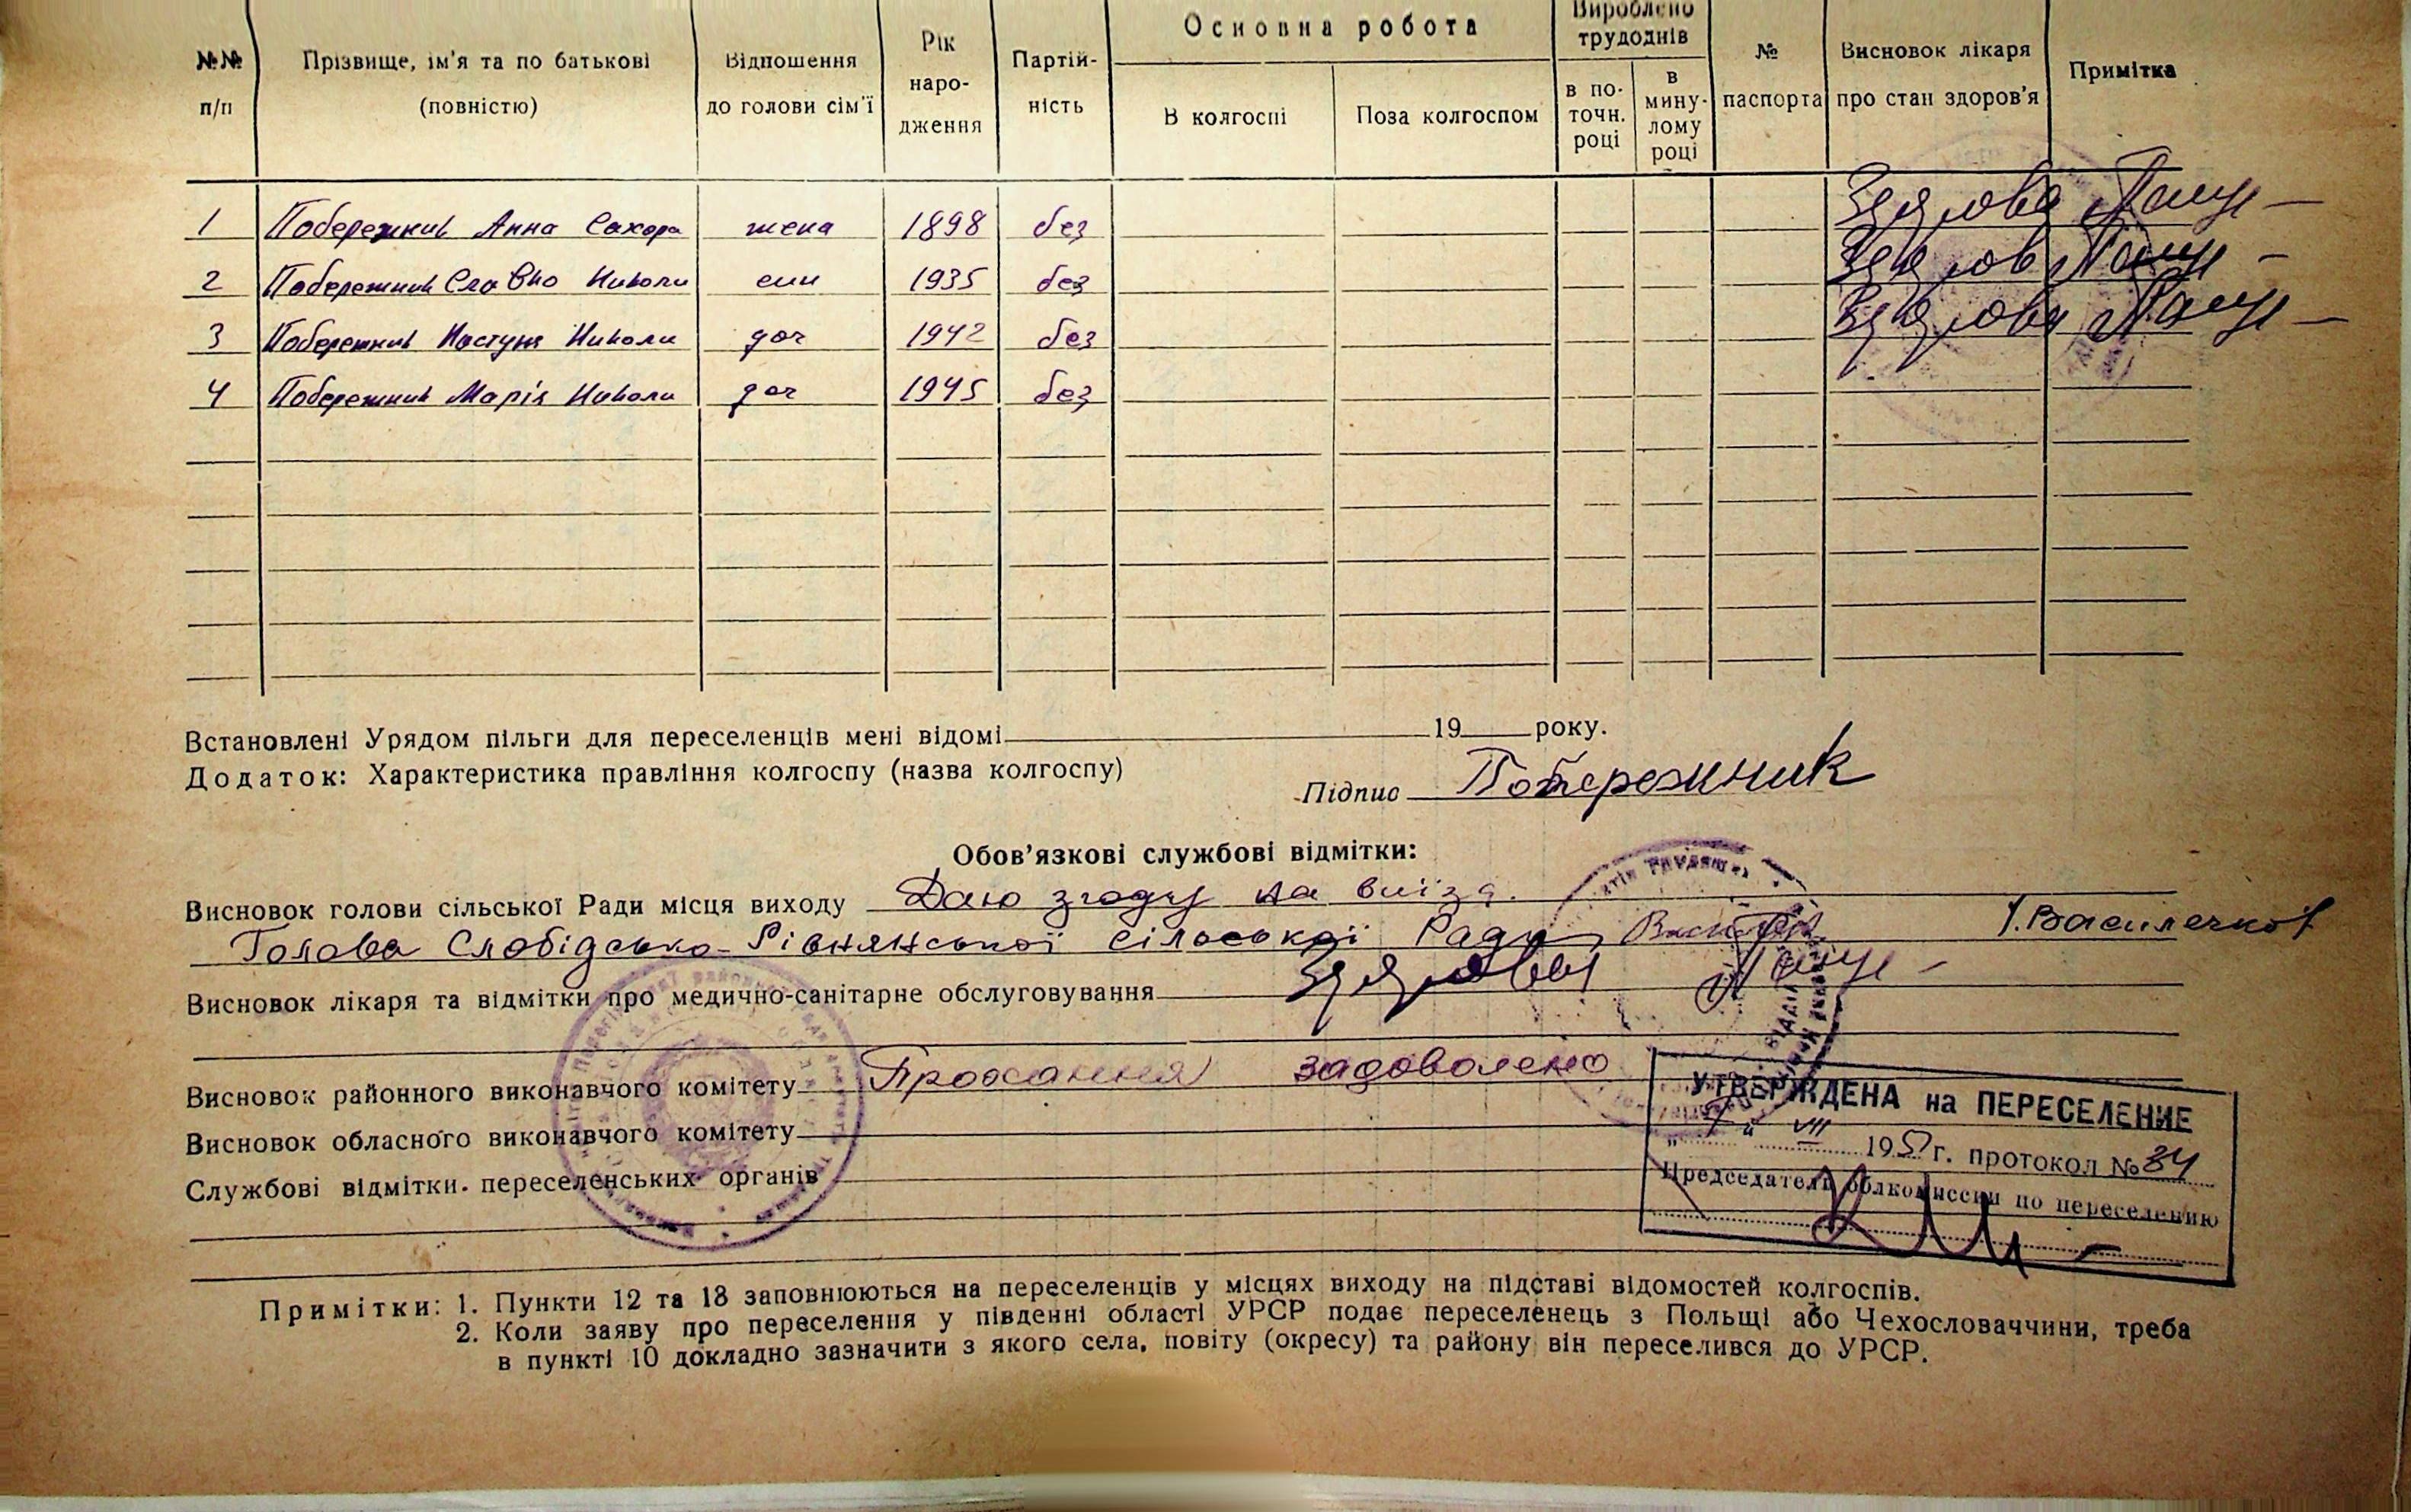 №№ п/п
Прізвище, ім'я та по батькові (повністю)
Відношення до голови сім'ї
Рік народження
Партійність
Основна робота
В колгоспі
Поза колгоспом
Вироблено трудоднів
в поточн. році
в минулому році
№ паспорта
Висновок лікаря про стан здоров'я
Примітка
1 Побережник Анна Сахора жена 1898 без Здорова
2 Побережник Славко Николи син 1935 без Здоров
3 Побережник Настуня Николи доч 1942 без Здорова
4 Побережник Марія Николи доч 1945 без
Встановлені Урядом пільги для переселенців мені відомі 19 року.
Додаток: Характеристика правління колгоспу (назва колгоспу)
Підпис Побережник
Обов'язкові службові відмітки:
Висновок голови сільської Ради місця виходу Даю згоду на виїзд.
Голова Слобідсько-Рівнянської сільської Ради І. Василечков
Висновок лікаря та відмітки про медично-санітарне обслуговування Здорові
Висновок районного виконавчого комітету Прохання задоволено
Висновок обласного виконавчого комітету
Службові відмітки переселенських органів
УТВЕРЖДЕНА на ПЕРЕСЕЛЕНИЕ
VIII 195 г. протокол № 34
Председатель облкомиссии по переселению
Примітки: 1. Пункти 12 та 18 заповнюються на переселенців у місцях виходу на підставі відомостей колгоспів.
2. Коли заяву про переселення у південні області УРСР подає переселенець з Польщі або Чехословаччини, треба
в пункті 10 докладно зазначити з якого села, повіту (окресу) та району він переселився до УРСР.